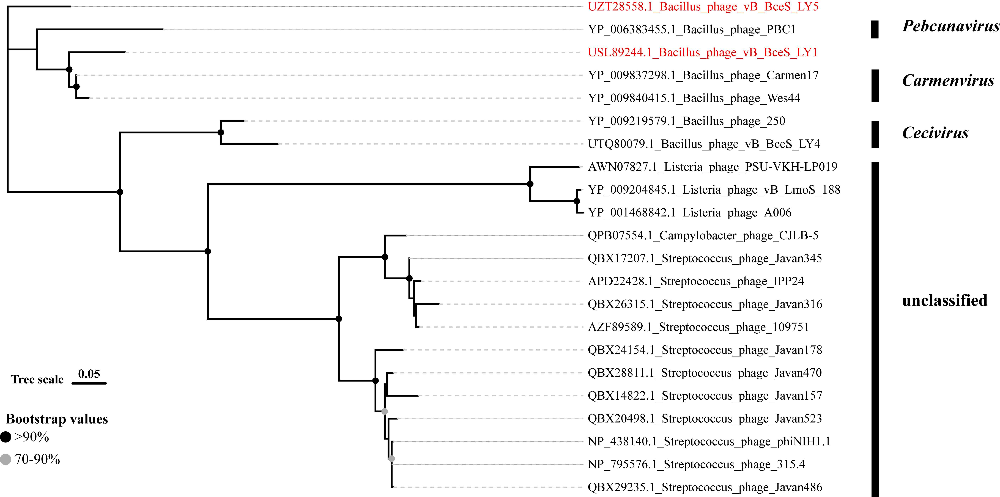 UZT28558.1_Bacillus_phage_vB_BceS_LY5
YP_006383455.1_Bacillus_phage_PBC1
Pebcunavirus
USL89244.1_Bacillus_phage_vB_BceS_LY1
YP_009837298.1_Bacillus_phage_Carmen17
Carmenvirus
YP_009840415.1_Bacillus_phage_Wes44
YP_009219579.1_Bacillus_phage_250
Cecivirus
UTQ80079.1_Bacillus_phage_vB_BceS_LY4
AWN07827.1_Listeria_phage_PSU-VKH-LP019
YP_009204845.1_Listeria_phage_vB_LmoS_188
YP_001468842.1_Listeria_phage_A006
QPB07554.1_Campylobacter_phage_CJLB-5
QBX17207.1_Streptococcus_phage_Javan345
APD22428.1_Streptococcus_phage_IPP24
unclassified
QBX26315.1_Streptococcus_phage_Javan316
AZF89589.1_Streptococcus_phage_109751
QBX24154.1_Streptococcus_phage_Javan178
QBX28811.1_Streptococcus_phage_Javan470
QBX14822.1_Streptococcus_phage_Javan157
QBX20498.1_Streptococcus_phage_Javan523
NP_438140.1_Streptococcus_phage_phiNIH1.1
NP_795576.1_Streptococcus_phage_315.4
QBX29235.1_Streptococcus_phage_Javan486
Tree scale 0.05
Bootstrap values
>90%
70-90%